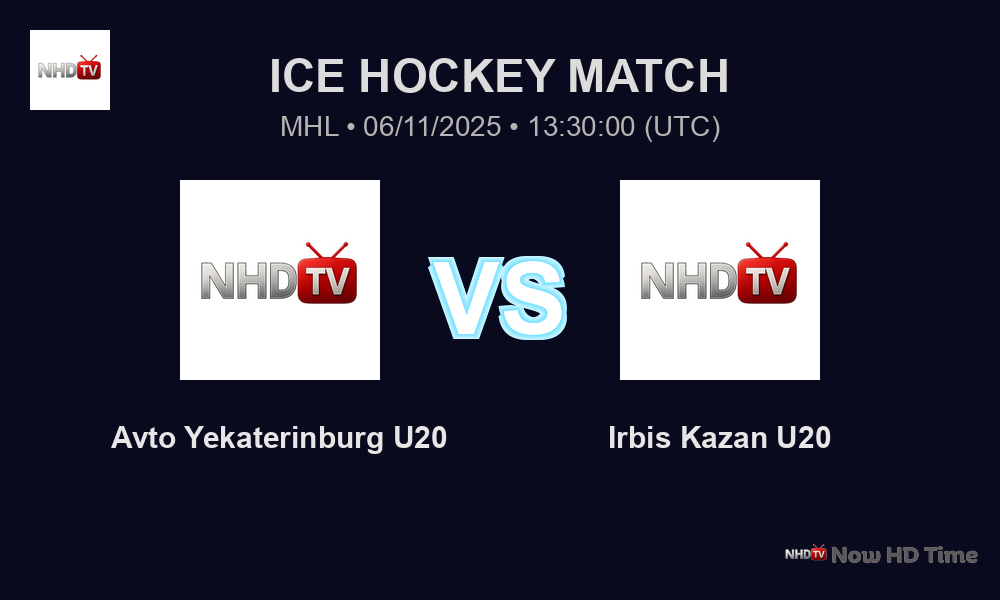 NHDTV
ICE HOCKEY MATCH
MHL • 06/11/2025 • 13:30:00 (UTC)
NHDTV
VS
NHDTV
Avto Yekaterinburg U20
Irbis Kazan U20
NHDTV Now HD Time